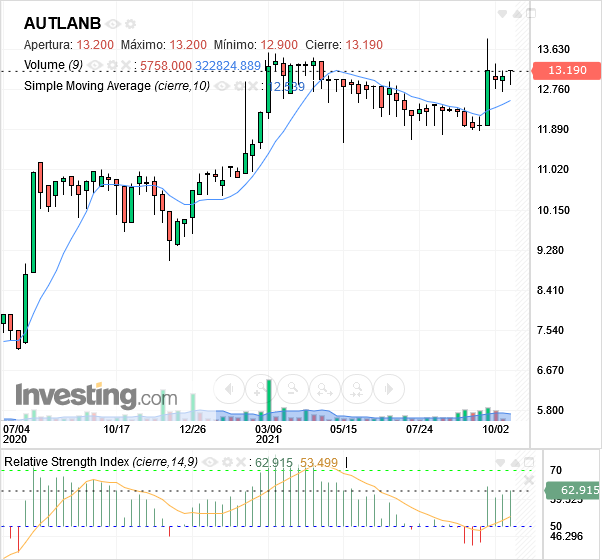 AUTLANB
Apertura: 13.200 Máximo: 13.200 Mínimo: 12.900 Cierre: 13.190
Volume (9) : 5758.000 322824.889
Simple Moving Average (cierre,10) : 12.539
13.630
13.190
12.760
11.890
11.020
10.150
9.280
8.410
7.540
6.670
5.800
Investing.com
07/04 10/17 12/26 03/06 05/15 07/24 10/02
2020 2021
Relative Strength Index (cierre,14,9) : 62.915 53.499
70
62.915
50
46.296